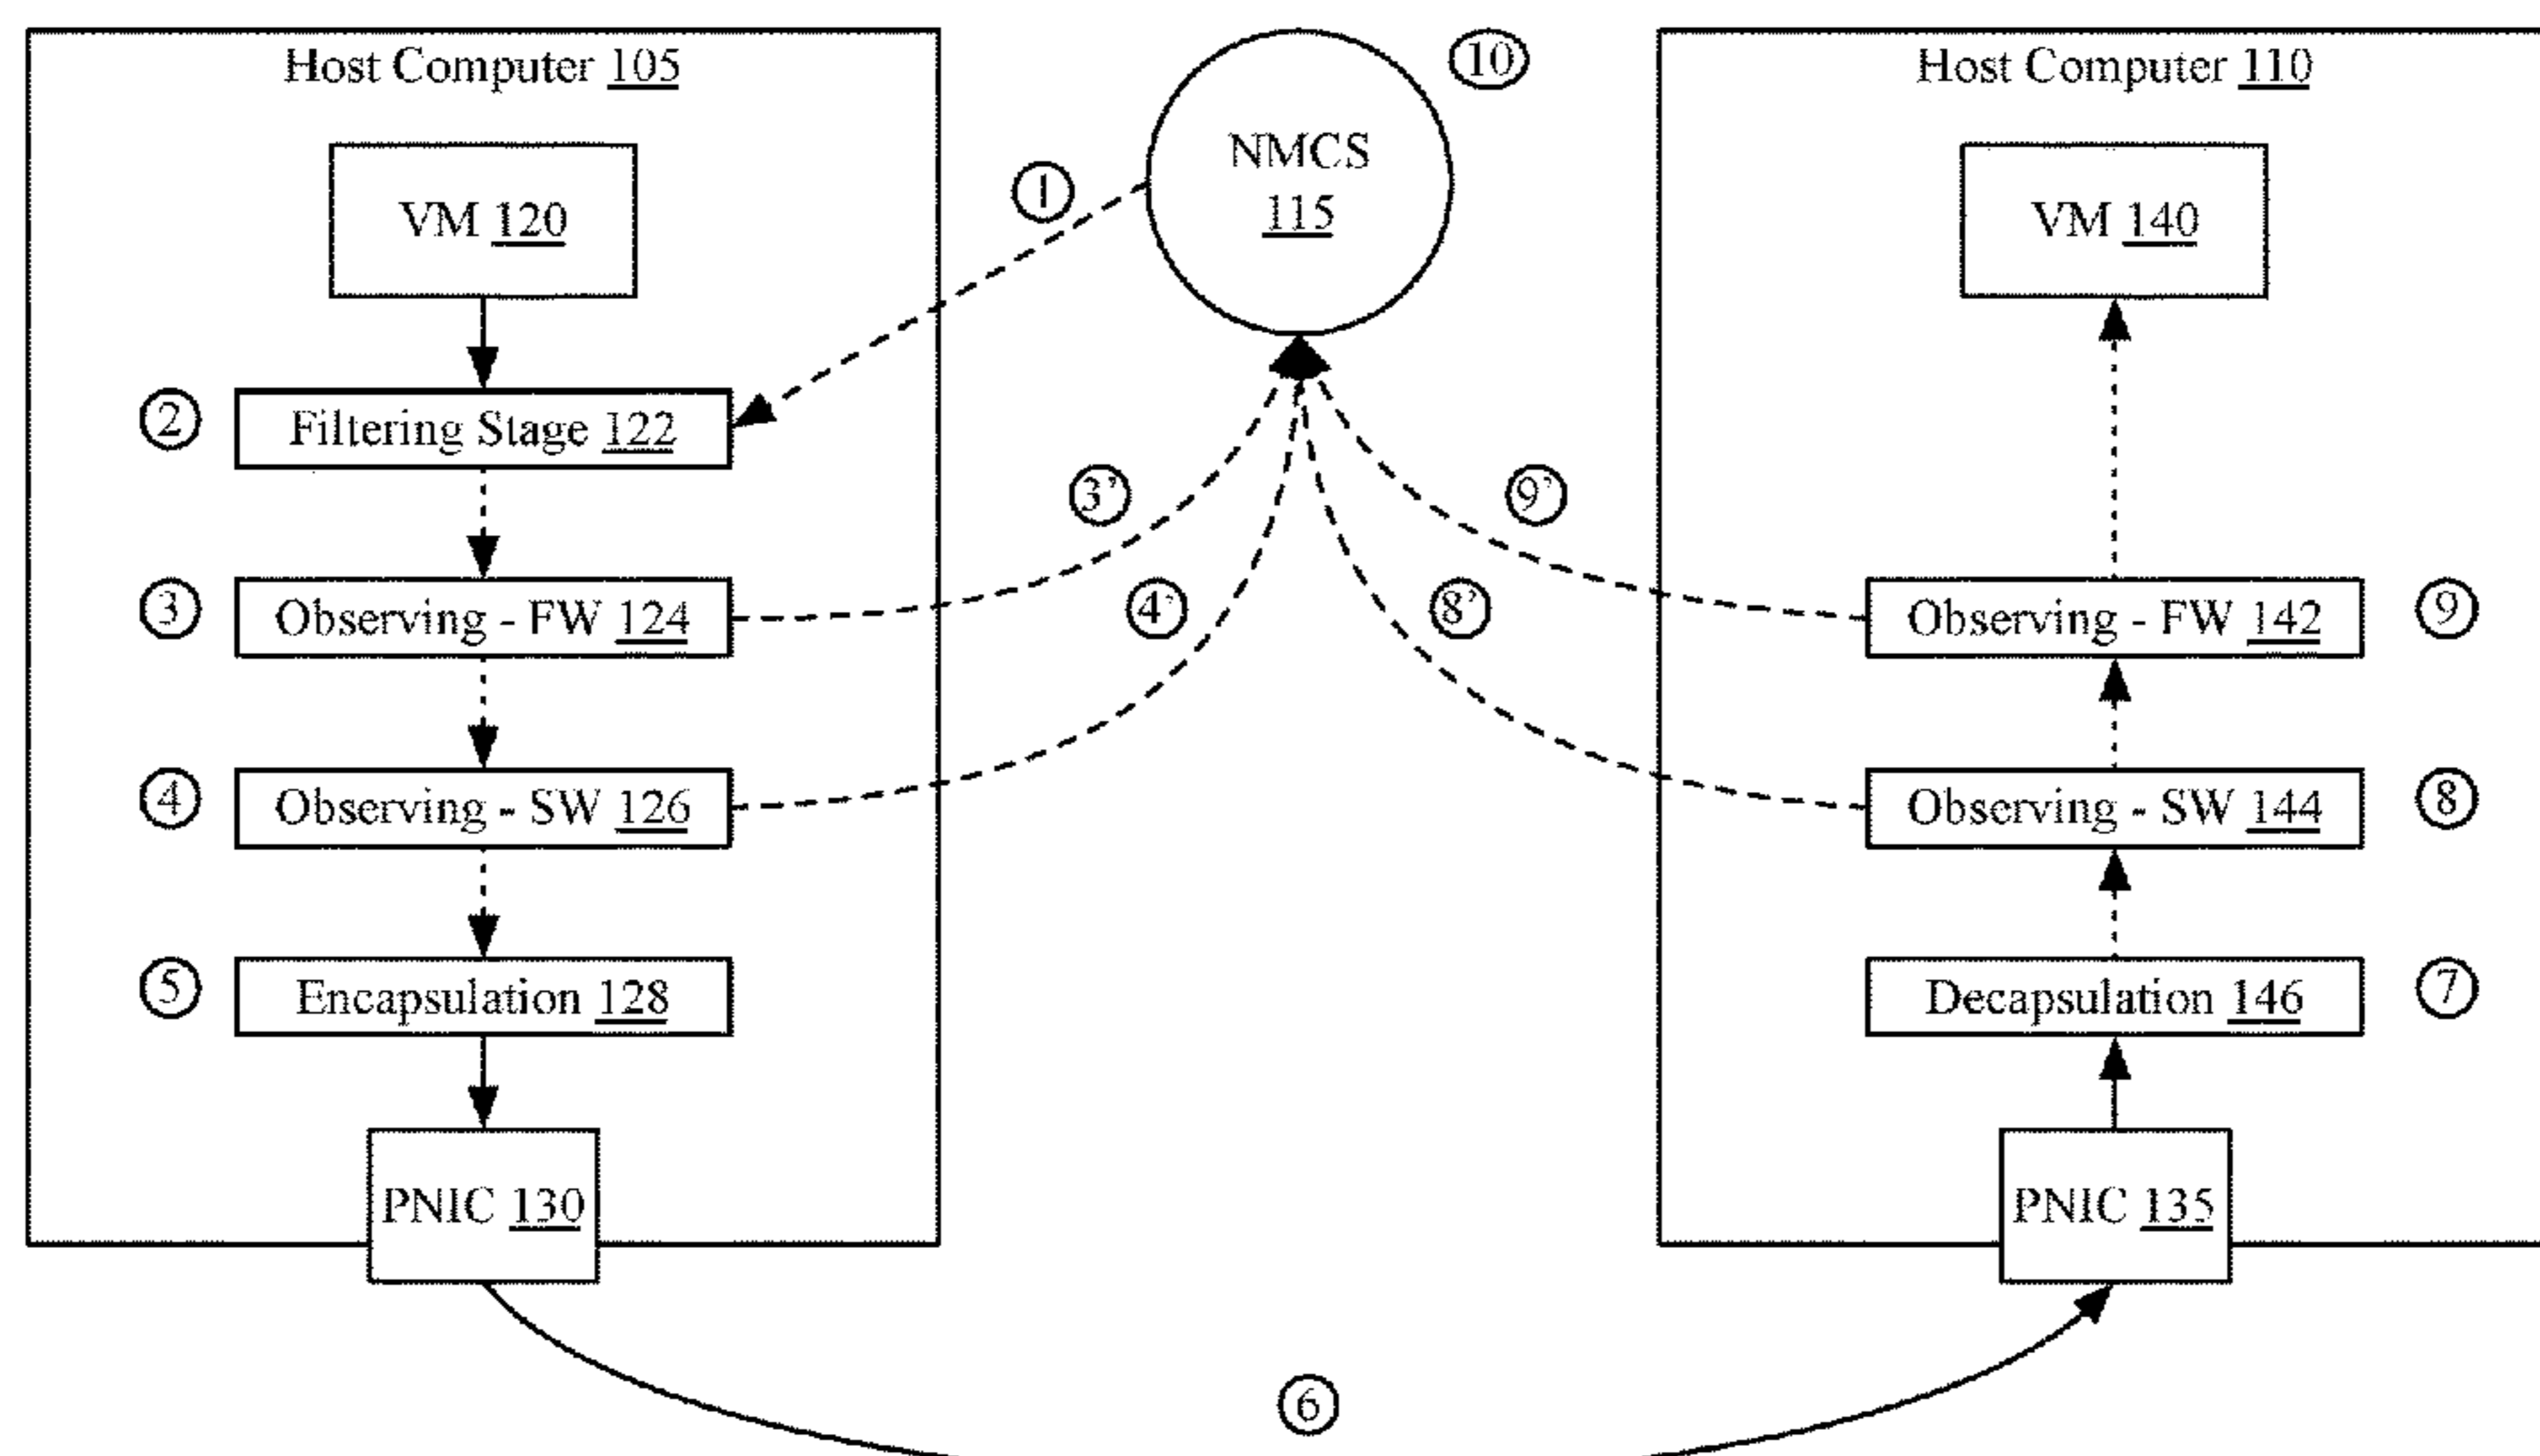 Host Computer 105
VM 120
② Filtering Stage 122
③ Observing - FW 124
④ Observing - SW 126
⑤ Encapsulation 128
PNIC 130
①
NMCS
115
⑩
3’
4’
9’
8’
⑥
Host Computer 110
VM 140
Observing - FW 142 ⑨
Observing - SW 144 ⑧
Decapsulation 146 ⑦
PNIC 135